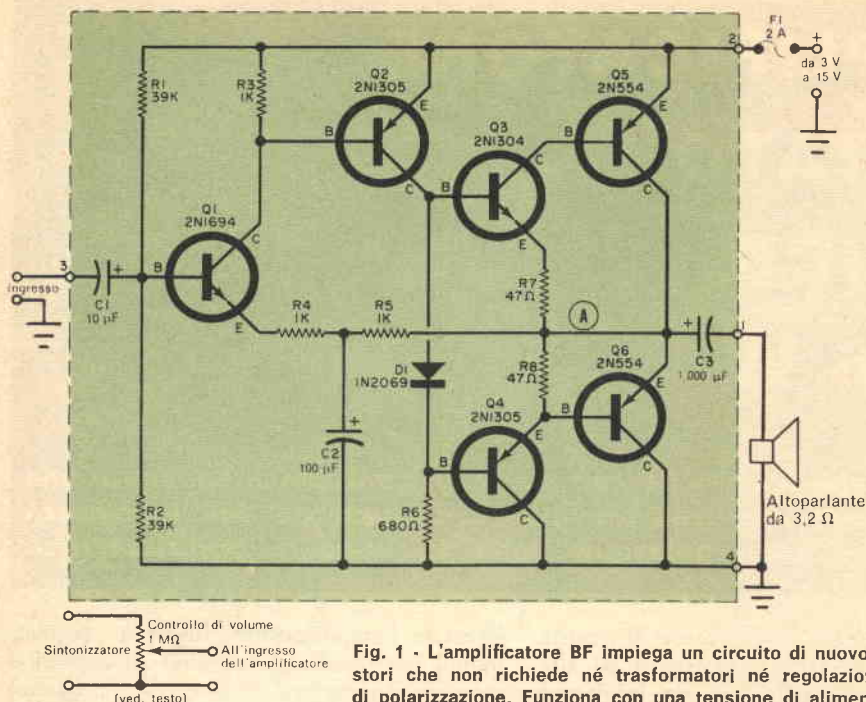 F1
2 A
2
+
da 3 V
a 15 V
R1
39K
R3
1K
Q2
2N1305
E
B
C
Q5
2N554
E
B
C
Q3
2N1304
C
B
E
Q1
2N1694
C
B
E
3
+
C1
10 µF
ingresso
R4
1K
R5
1K
R7
47Ω
A
+
C3
1.000 µF
1
D1
1N2069
R8
47Ω
Q6
2N554
E
B
C
+
C2
100 µF
Q4
2N1305
E
B
C
R2
39K
R6
680Ω
4
Altoparlante
da 3,2 Ω
Controllo di volume
1 MΩ
Sintonizzatore
All'ingresso
dell'amplificatore
(ved. testo)
Fig. 1 - L'amplificatore BF impiega un circuito di nuovo
stori che non richiede né trasformatori né regolazio
di polarizzazione. Funziona con una tensione di alimen